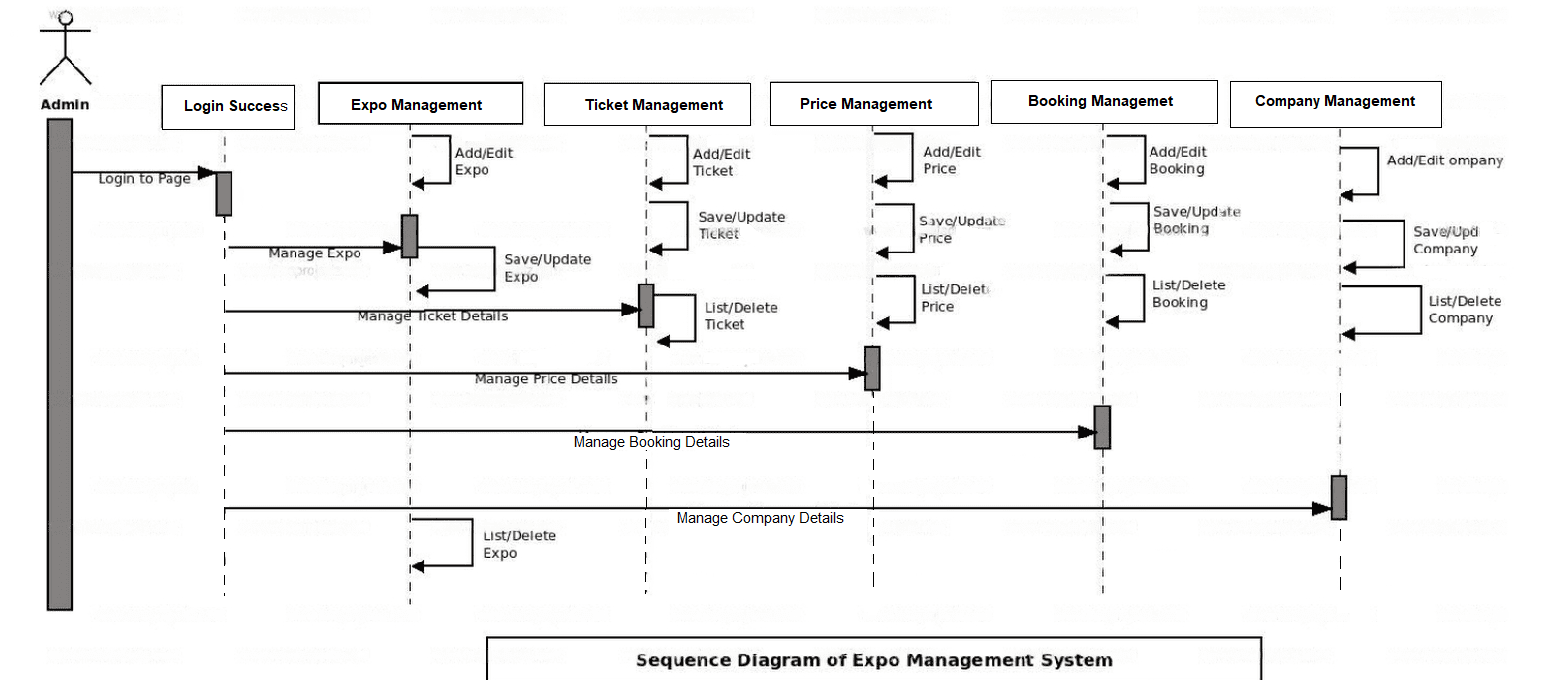 Admin
Login Success
Expo Management
Ticket Management
Price Management
Booking Managemet
Company Management
Add/Edit
Expo
Add/Edit
Ticket
Add/Edit
Price
Add/Edit
Booking
Add/Edit ompany
Login to Page
Save/Update
Ticket
Save/Update
Price
Save/Update
Booking
Save/Upd
Company
Manage Expo
Save/Update
Expo
List/Delete
Ticket
List/Delet
Price
List/Delete
Booking
List/Delete
Company
Manage Ticket Details
Manage Price Details
Manage Booking Details
Manage Company Details
List/Delete
Expo
Sequence Diagram of Expo Management System